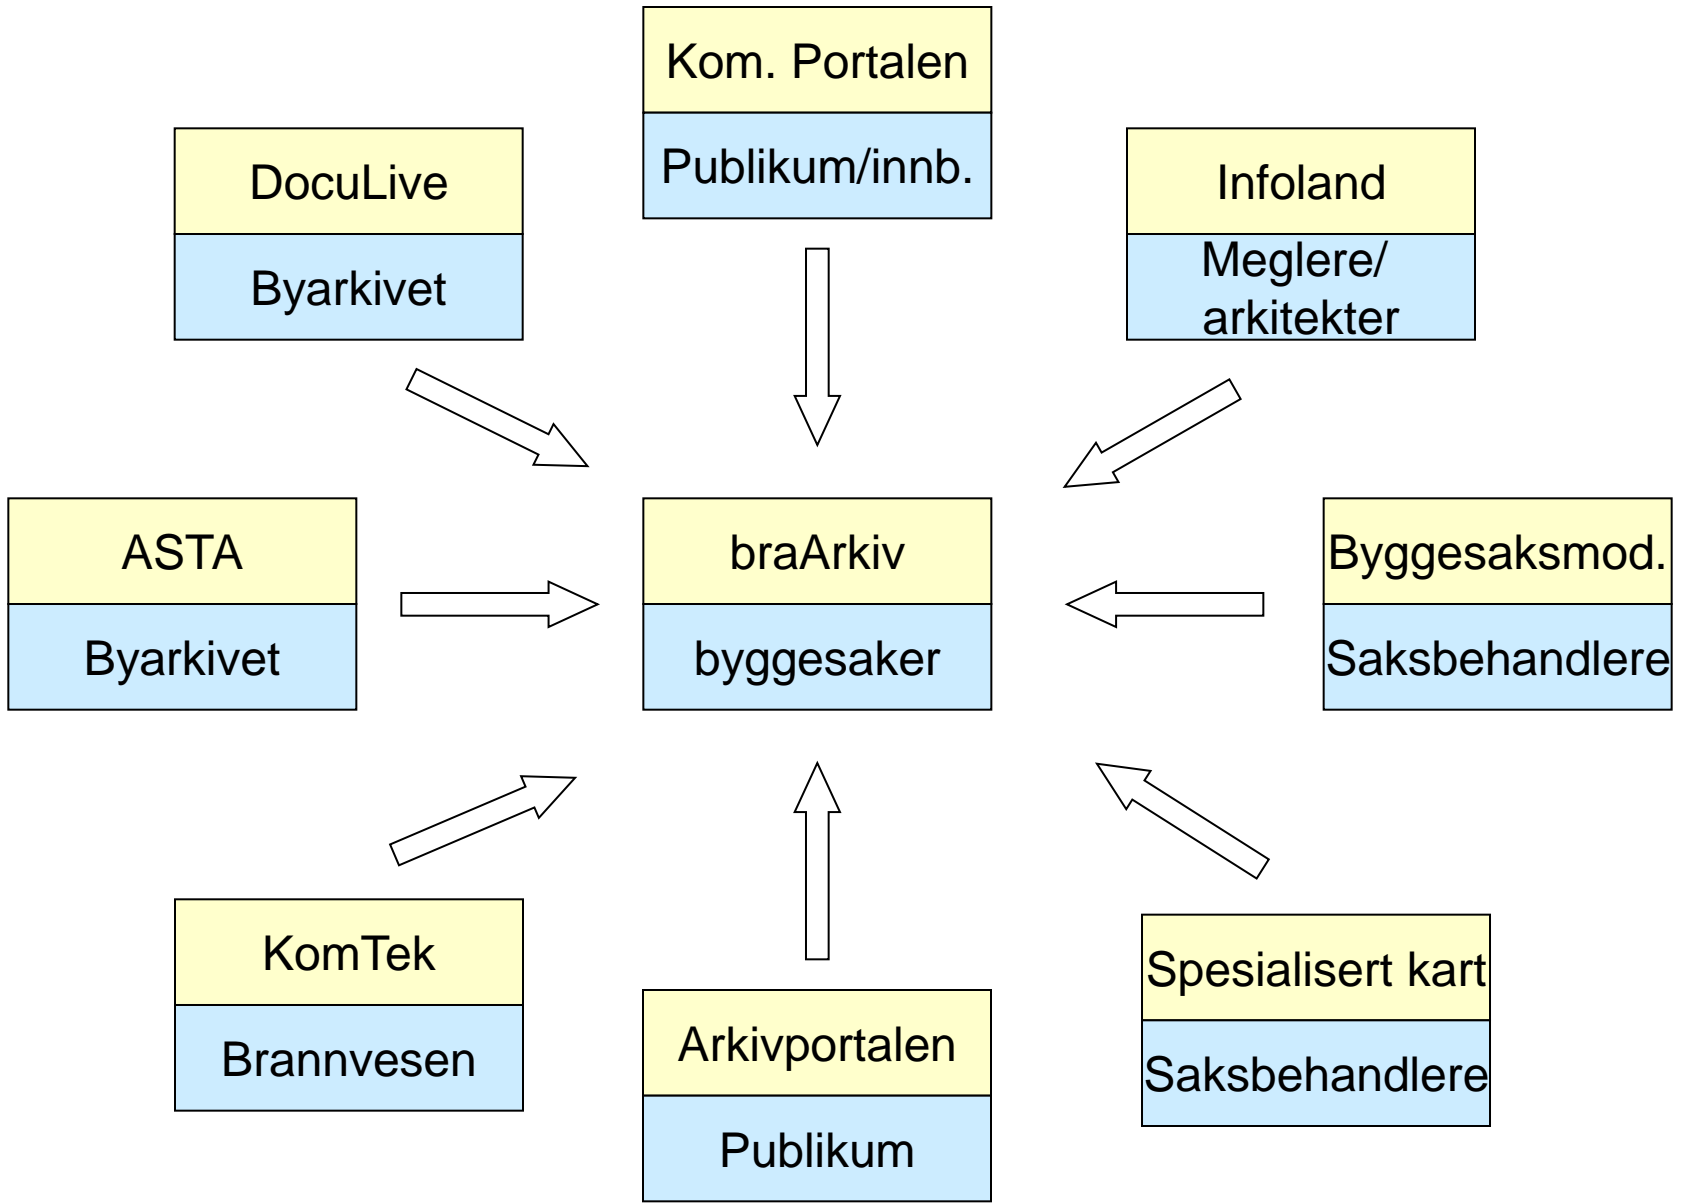 Kom. Portalen
Publikum/innb.
DocuLive
Byarkivet
Infoland
Meglere/
arkitekter
ASTA
Byarkivet
braArkiv
byggesaker
Byggesaksmod.
Saksbehandlere
KomTek
Brannvesen
Arkivportalen
Publikum
Spesialisert kart
Saksbehandlere